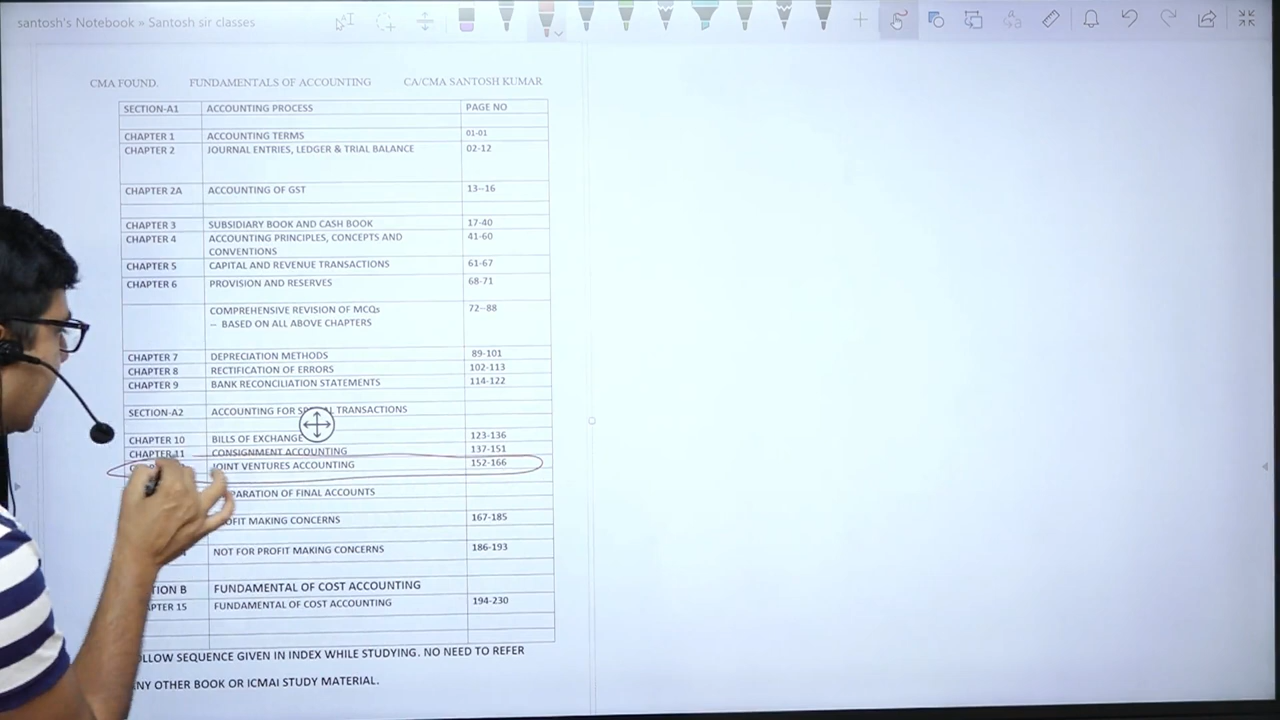 santosh's Notebook » Santosh sir classes
CMA FOUND. FUNDAMENTALS OF ACCOUNTING CA/CMA SANTOSH KUMAR
SECTION-A1 ACCOUNTING PROCESS PAGE NO
CHAPTER 1 ACCOUNTING TERMS 01-01
CHAPTER 2 JOURNAL ENTRIES, LEDGER & TRIAL BALANCE 02-12
CHAPTER 2A ACCOUNTING OF GST 13--16
CHAPTER 3 SUBSIDIARY BOOK AND CASH BOOK 17-40
CHAPTER 4 ACCOUNTING PRINCIPLES, CONCEPTS AND 41-60
CONVENTIONS
CHAPTER 5 CAPITAL AND REVENUE TRANSACTIONS 61-67
CHAPTER 6 PROVISION AND RESERVES 68-71
COMPREHENSIVE REVISION OF MCQs 72--88
-- BASED ON ALL ABOVE CHAPTERS
CHAPTER 7 DEPRECIATION METHODS 89-101
CHAPTER 8 RECTIFICATION OF ERRORS 102-113
CHAPTER 9 BANK RECONCILIATION STATEMENTS 114-122
SECTION-A2 ACCOUNTING FOR TRANSACTIONS
CHAPTER 10 BILLS OF EXCHANGE 123-136
CHAPTER 11 CONSIGNMENT ACCOUNTING 137-151
JOINT VENTURES ACCOUNTING 152-166
PARATION OF FINAL ACCOUNTS
OFIT MAKING CONCERNS 167-185
NOT FOR PROFIT MAKING CONCERNS 186-193
TION B FUNDAMENTAL OF COST ACCOUNTING
APTER 15 FUNDAMENTAL OF COST ACCOUNTING 194-230
OLLOW SEQUENCE GIVEN IN INDEX WHILE STUDYING. NO NEED TO REFER
NY OTHER BOOK OR ICMAI STUDY MATERIAL.